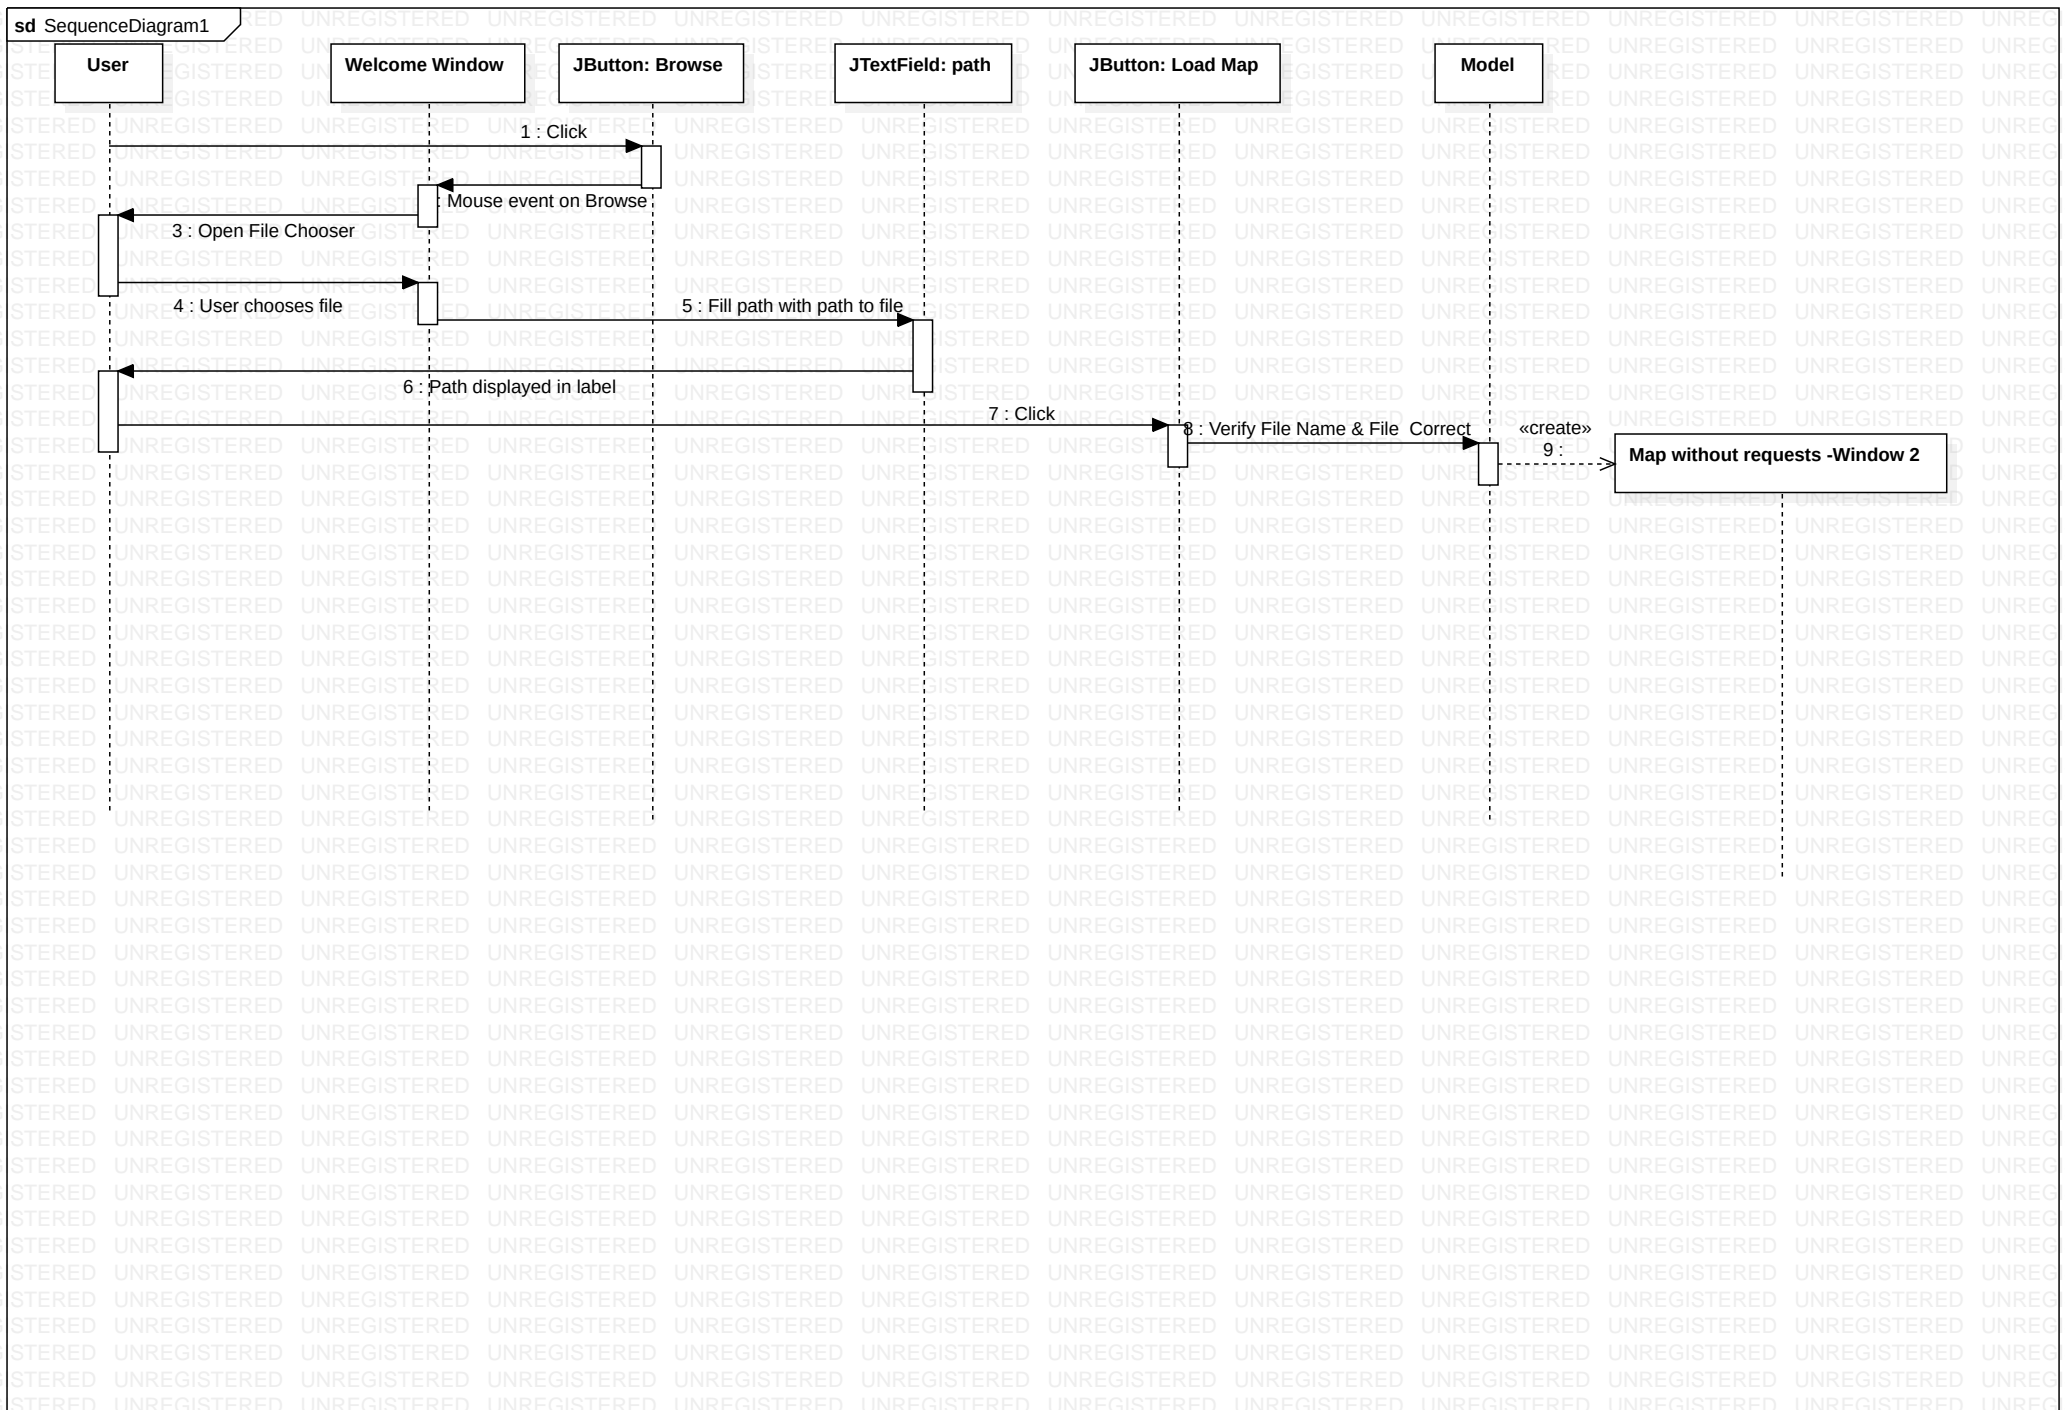 sd SequenceDiagram1
User
Welcome Window
JButton: Browse
JTextField: path
JButton: Load Map
Model
1 : Click
: Mouse event on Browse
3 : Open File Chooser
4 : User chooses file
5 : Fill path with path to file
6 : Path displayed in label
7 : Click
8 : Verify File Name & File  Correct
«create»
9 :
Map without requests -Window 2
UNREGISTERED